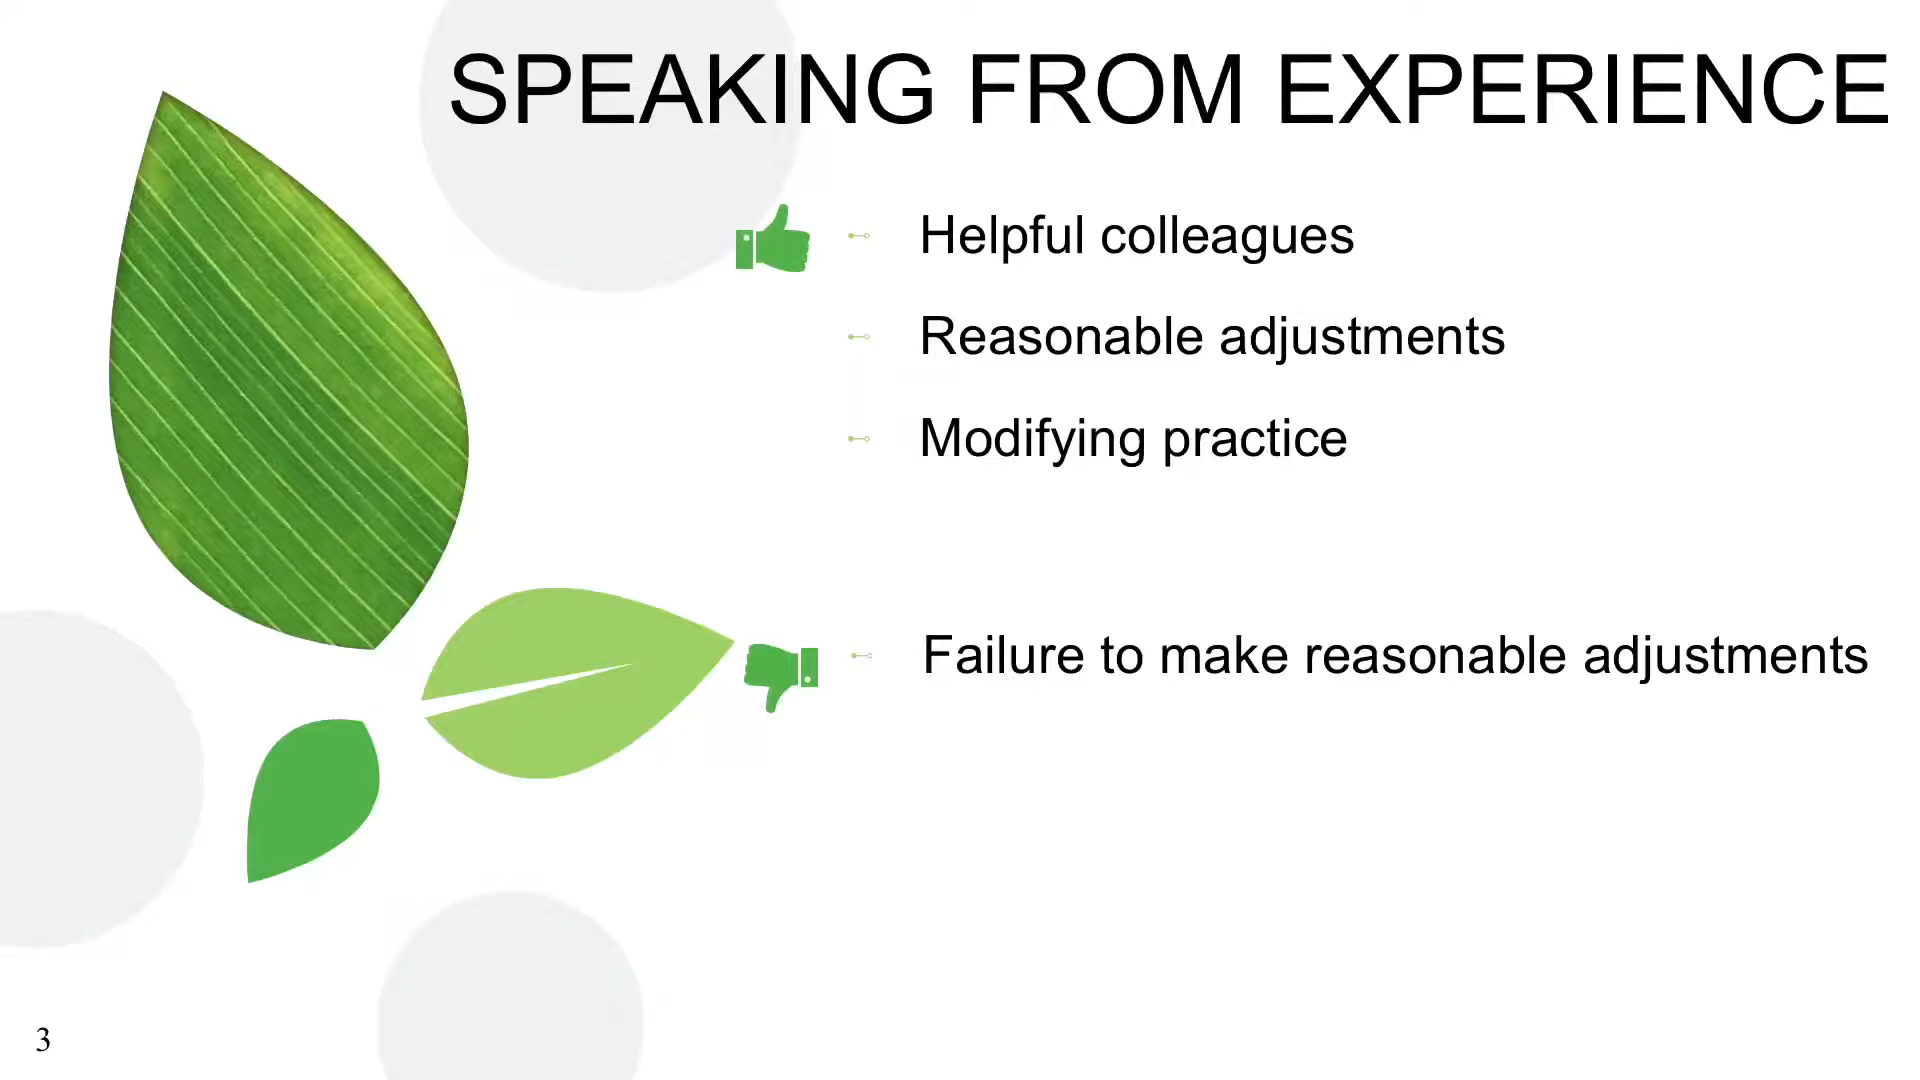 SPEAKING FROM EXPERIENCE
Helpful colleagues
Reasonable adjustments
Modifying practice
Failure to make reasonable adjustments
3